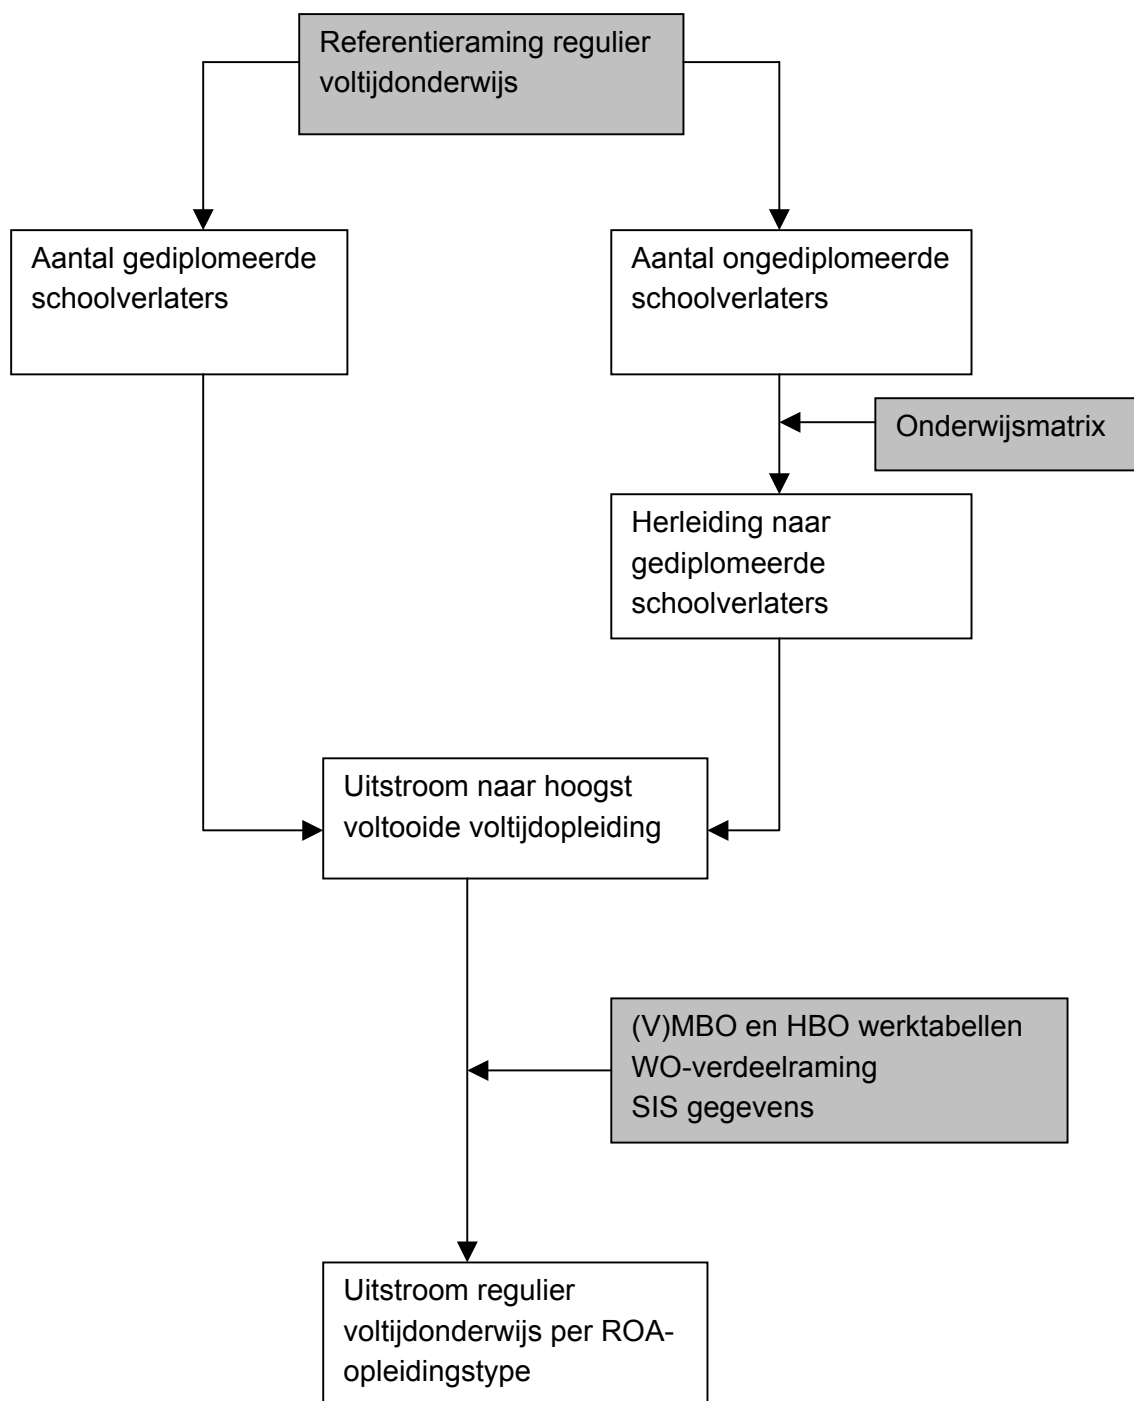 Referentieraming regulier
voltijdonderwijs
Aantal gediplomeerde
schoolverlaters
Aantal ongediplomeerde
schoolverlaters
Onderwijsmatrix
Herleiding naar
gediplomeerde
schoolverlaters
Uitstroom naar hoogst
voltooide voltijdopleiding
(V)MBO en HBO werktabellen
WO-verdeelraming
SIS gegevens
Uitstroom regulier
voltijdonderwijs per ROA-
opleidingstype